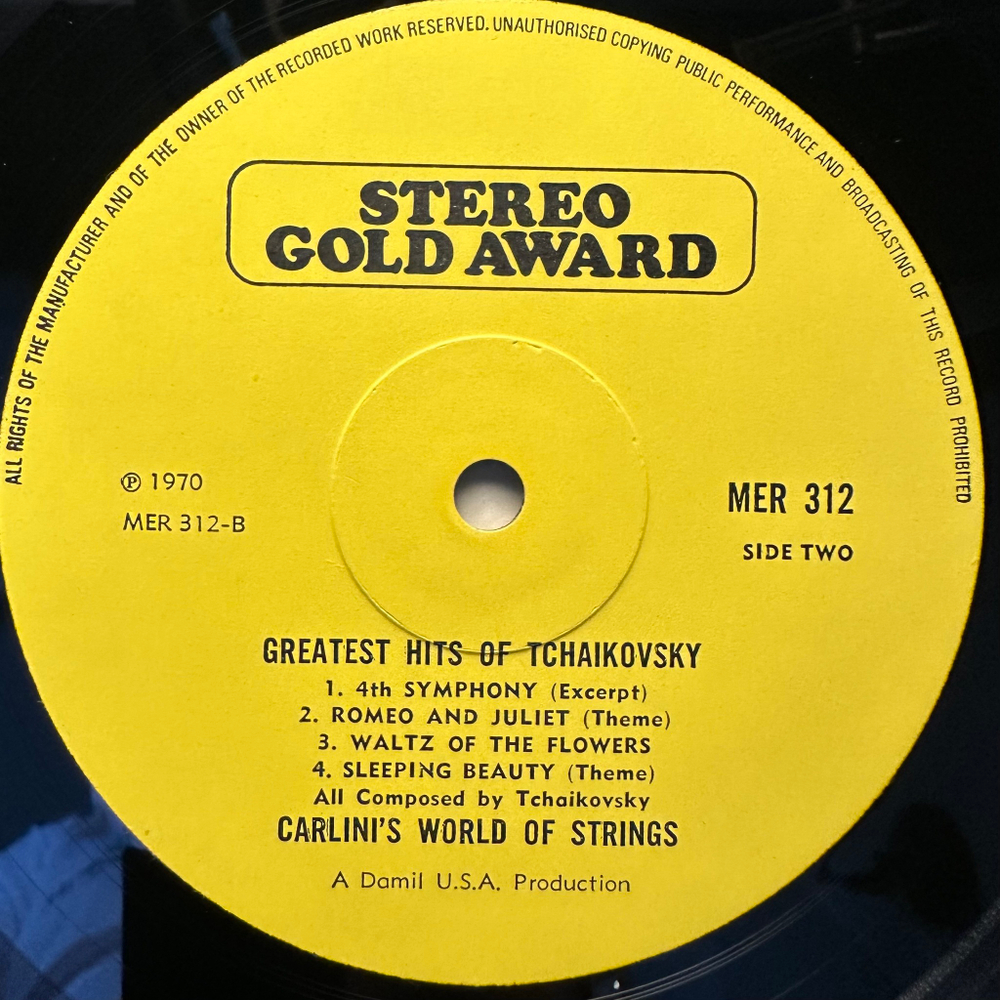 ALL RIGHTS OF THE MANUFACTURER AND OF THE OWNER OF THE RECORDED WORK RESERVED. UNAUTHORISED COPYING PUBLIC PERFORMANCE AND BROADCASTING OF THIS RECORD PROHIBITED
STEREO
GOLD AWARD
℗ 1970
MER 312-B
MER 312
SIDE TWO
GREATEST HITS OF TCHAIKOVSKY
1. 4th SYMPHONY (Excerpt)
2. ROMEO AND JULIET (Theme)
3. WALTZ OF THE FLOWERS
4. SLEEPING BEAUTY (Theme)
All Composed by Tchaikovsky
CARLINI'S WORLD OF STRINGS
A Damil U.S.A. Production